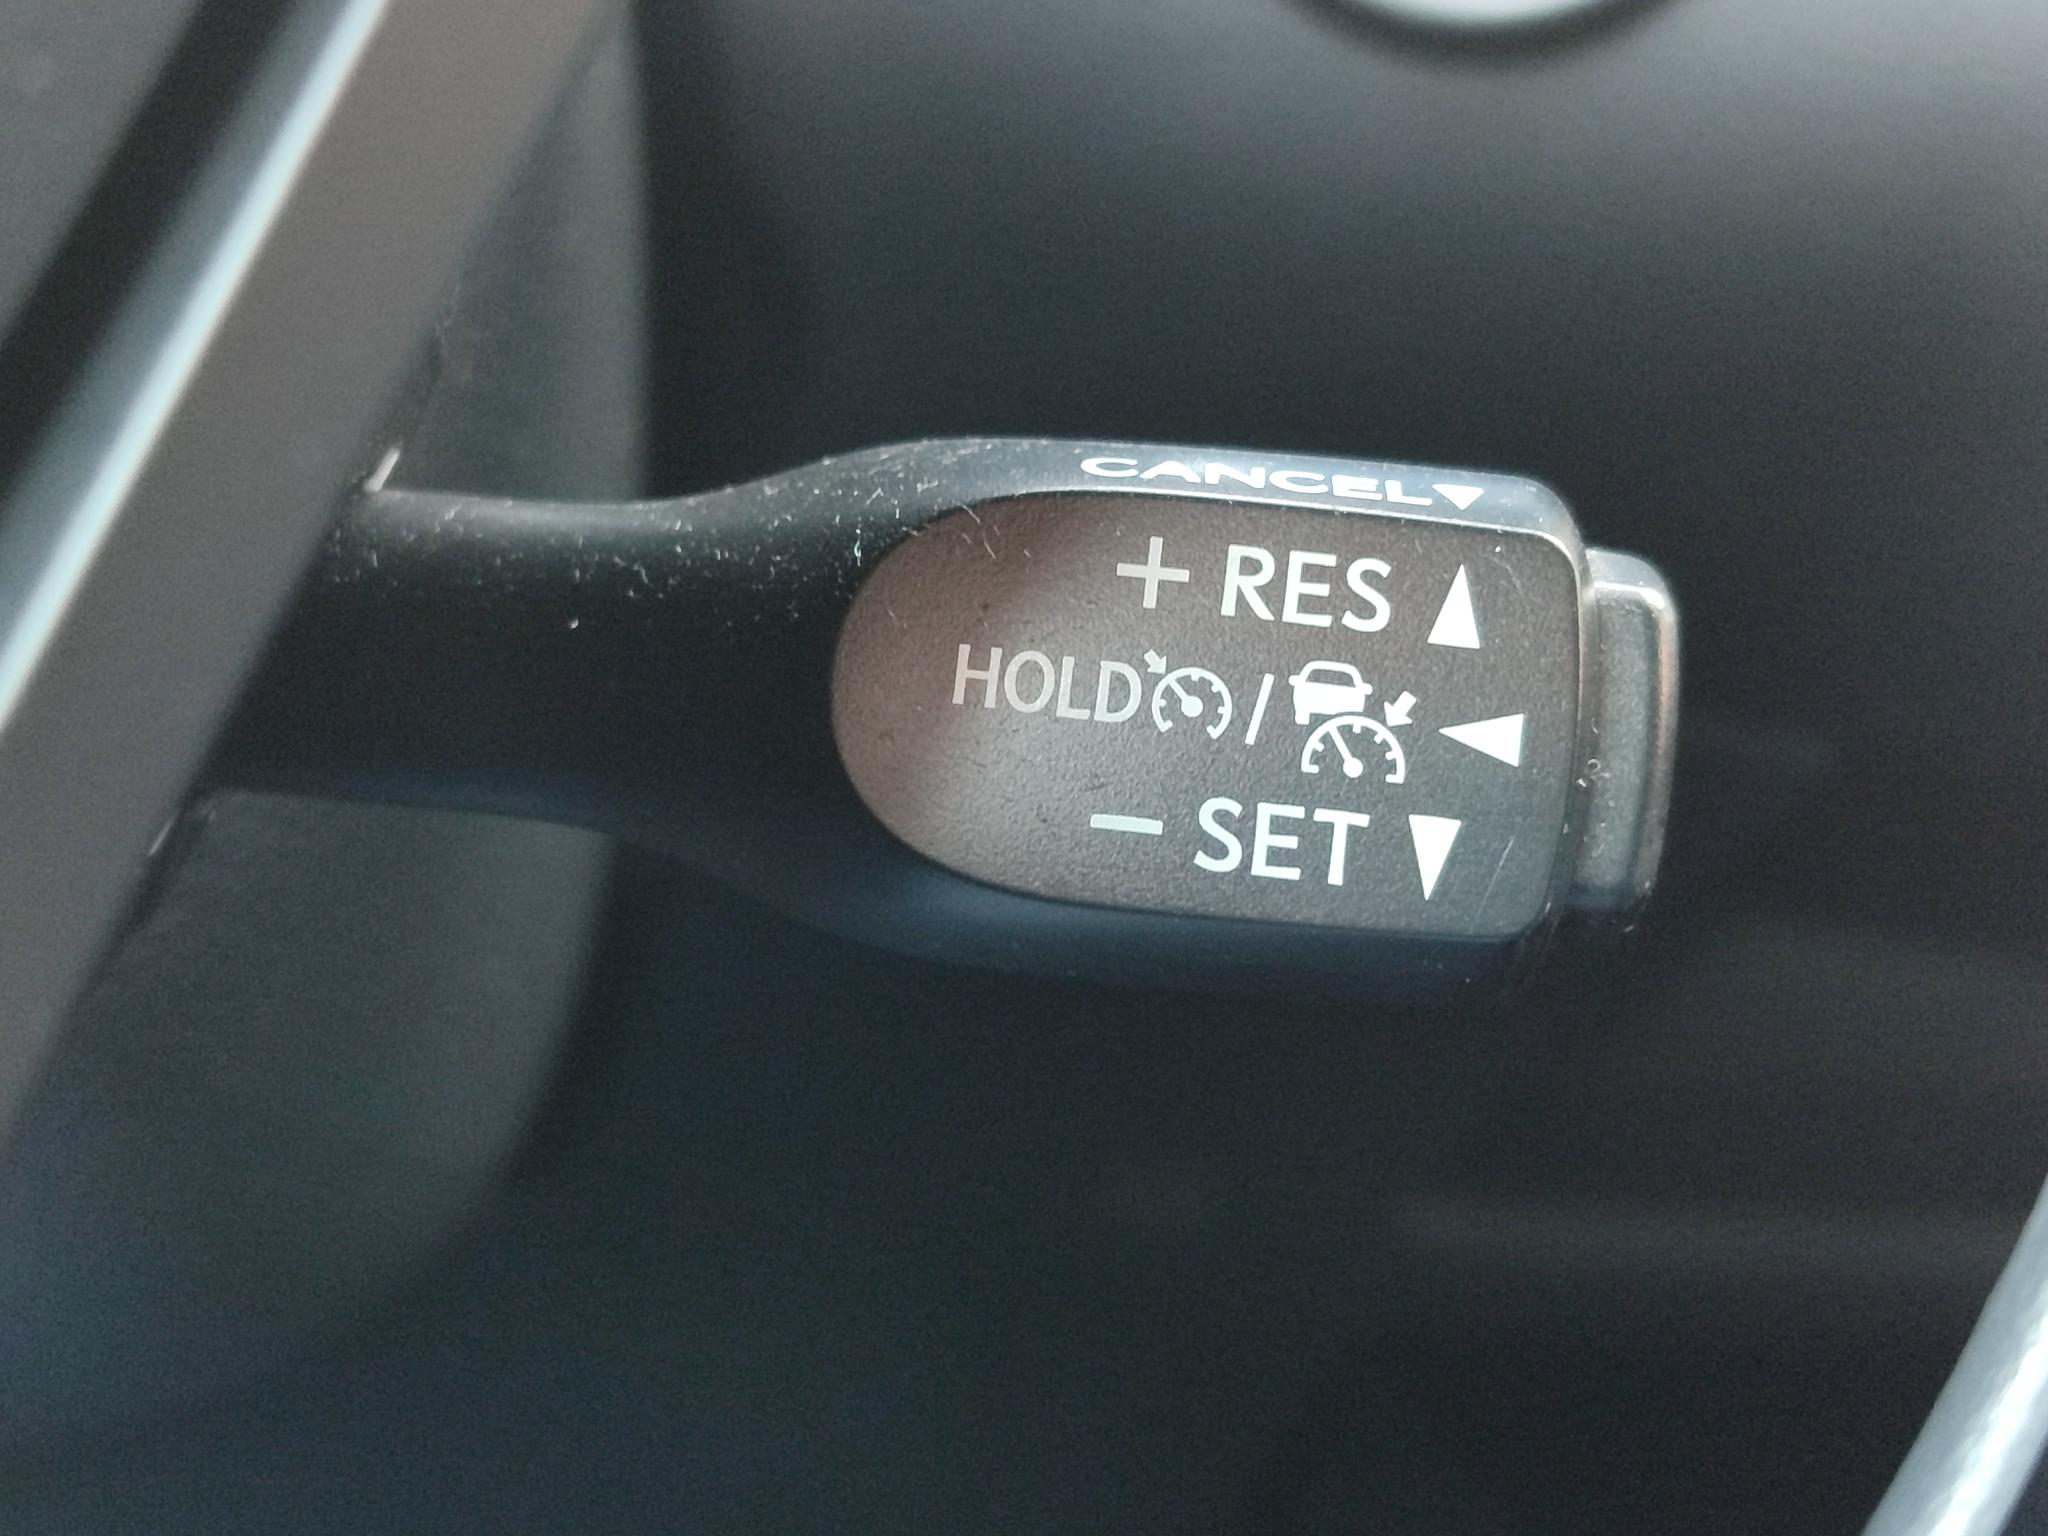 CANCEL▼
+ RES ▲
HOLD / ◀
− SET ▼